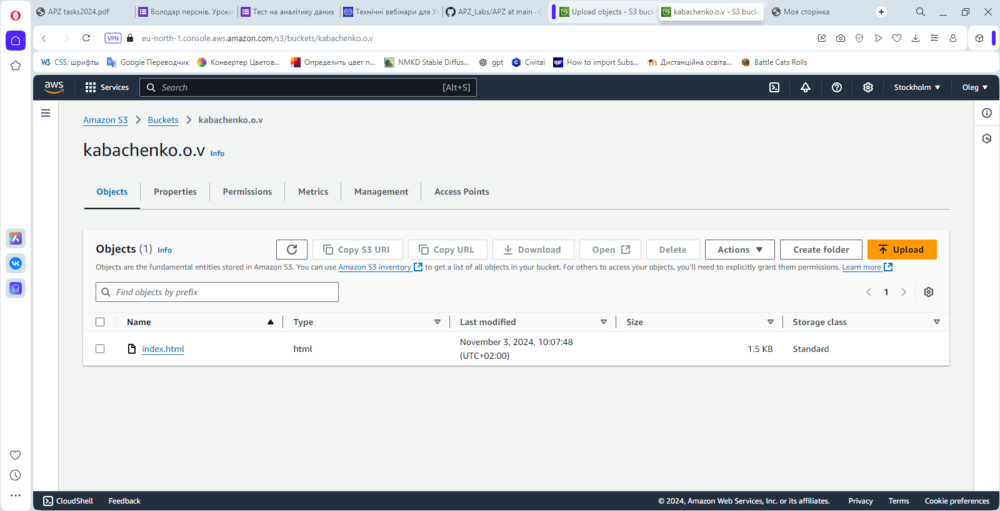 APZ tasks2024.pdf
Володар перснів. Уроки
Тест на аналітику даних
Технічні вебінари для Ук
APZ_Labs/APZ at main · G
Upload objects - S3 bucke
kabachenko.o.v - S3 bucke
Моя сторінка
VPN
eu-north-1.console.aws.amazon.com/s3/buckets/kabachenko.o.v
CSS: шрифты
Google Переводчик
Конвертер Цветов...
Определить цвет п...
NMKD Stable Diffus...
gpt
Civitai
How to import Subs...
Дистанційна освіта...
Battle Cats Rolls
aws
Services
Search
[Alt+S]
Stockholm
Oleg
Amazon S3
Buckets
kabachenko.o.v
kabachenko.o.v Info
Objects
Properties
Permissions
Metrics
Management
Access Points
Objects (1) Info
Copy S3 URI
Copy URL
Download
Open
Delete
Actions
Create folder
Upload
Objects are the fundamental entities stored in Amazon S3. You can use Amazon S3 inventory to get a list of all objects in your bucket. For others to access your objects, you'll need to explicitly grant them permissions. Learn more
Find objects by prefix
1
Name
Type
Last modified
Size
Storage class
index.html
html
November 3, 2024, 10:07:48
(UTC+02:00)
1.5 KB
Standard
CloudShell
Feedback
© 2024, Amazon Web Services, Inc. or its affiliates.
Privacy
Terms
Cookie preferences